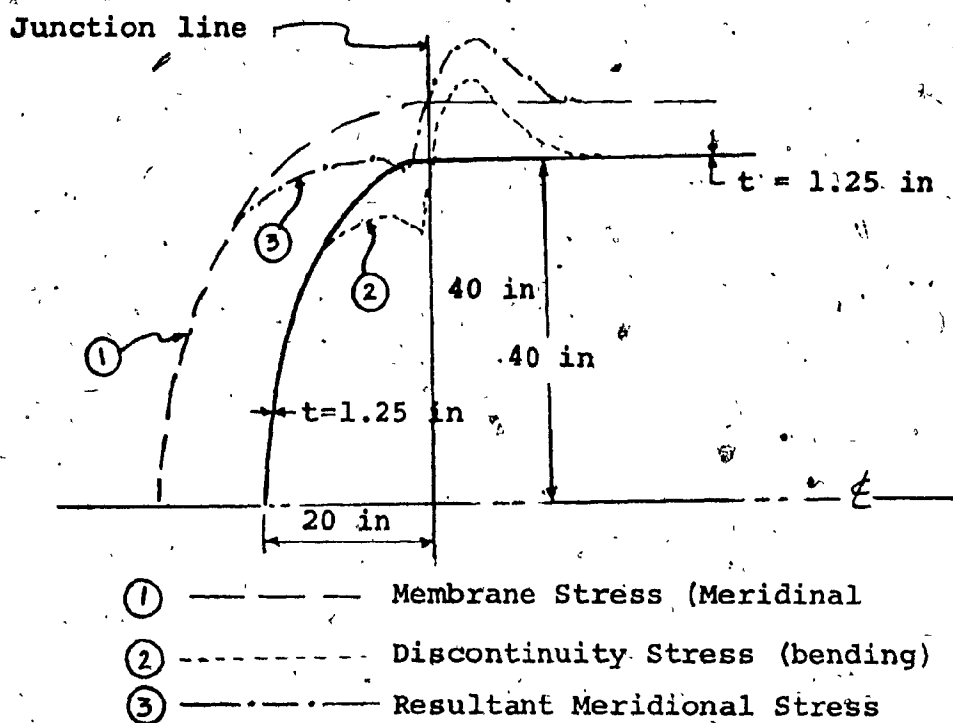 Junction line
t = 1.25 in
3
2
40 in
.40 in
1
t=1.25 in
20 in
℄
1 Membrane Stress (Meridinal
2 Discontinuity Stress (bending)
3 Resultant Meridional Stress